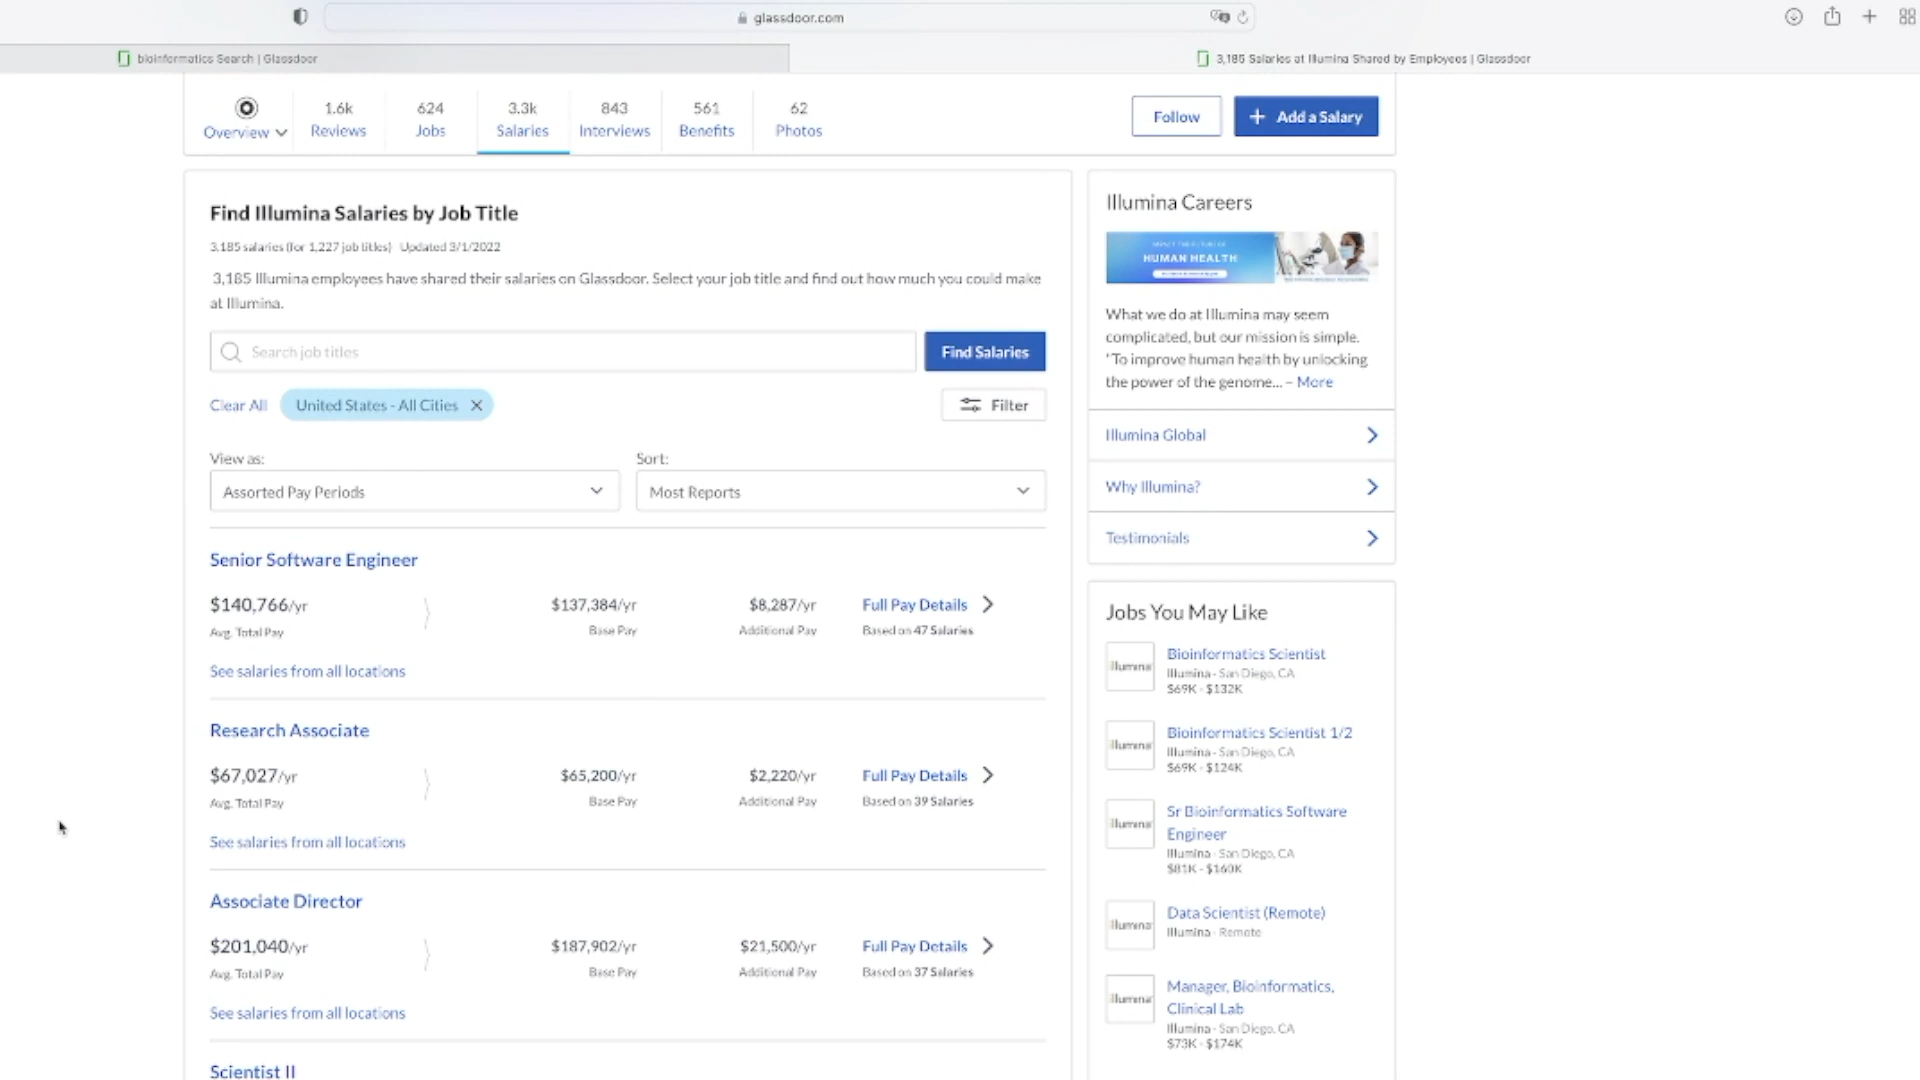 glassdoor.com
bioinformatics Search | Glassdoor
3,185 Salaries at Illumina Shared by Employees | Glassdoor
Overview
1.6k
Reviews
624
Jobs
3.3k
Salaries
843
Interviews
561
Benefits
62
Photos
Follow
+ Add a Salary
Find Illumina Salaries by Job Title
3,185 salaries (for 1,227 job titles) Updated 3/1/2022
3,185 Illumina employees have shared their salaries on Glassdoor. Select your job title and find out how much you could make
at Illumina.
Search job titles
Find Salaries
Clear All
United States - All Cities
Filter
View as:
Sort:
Assorted Pay Periods
Most Reports
Senior Software Engineer
$140,766/yr
$137,384/yr
$8,287/yr
Full Pay Details
Avg. Total Pay
Base Pay
Additional Pay
Based on 47 Salaries
See salaries from all locations
Research Associate
$67,027/yr
$65,200/yr
$2,220/yr
Full Pay Details
Avg. Total Pay
Base Pay
Additional Pay
Based on 39 Salaries
See salaries from all locations
Associate Director
$201,040/yr
$187,902/yr
$21,500/yr
Full Pay Details
Avg. Total Pay
Base Pay
Additional Pay
Based on 37 Salaries
See salaries from all locations
Scientist II
Illumina Careers
HUMAN HEALTH
What we do at Illumina may seem
complicated, but our mission is simple.
"To improve human health by unlocking
the power of the genome... – More
Illumina Global
Why Illumina?
Testimonials
Jobs You May Like
illumina
Bioinformatics Scientist
Illumina - San Diego, CA
$69K - $132K
illumina
Bioinformatics Scientist 1/2
Illumina - San Diego, CA
$69K - $124K
illumina
Sr Bioinformatics Software
Engineer
Illumina - San Diego, CA
$81K - $160K
illumina
Data Scientist (Remote)
Illumina - Remote
illumina
Manager, Bioinformatics,
Clinical Lab
Illumina - San Diego, CA
$73K - $174K